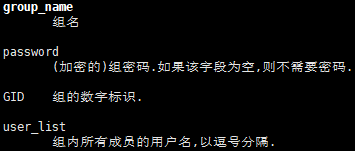 group_name
组名
password
(加密的)组密码.如果该字段为空,则不需要密码.
GID 组的数字标识.
user_list
组内所有成员的用户名,以逗号分隔.